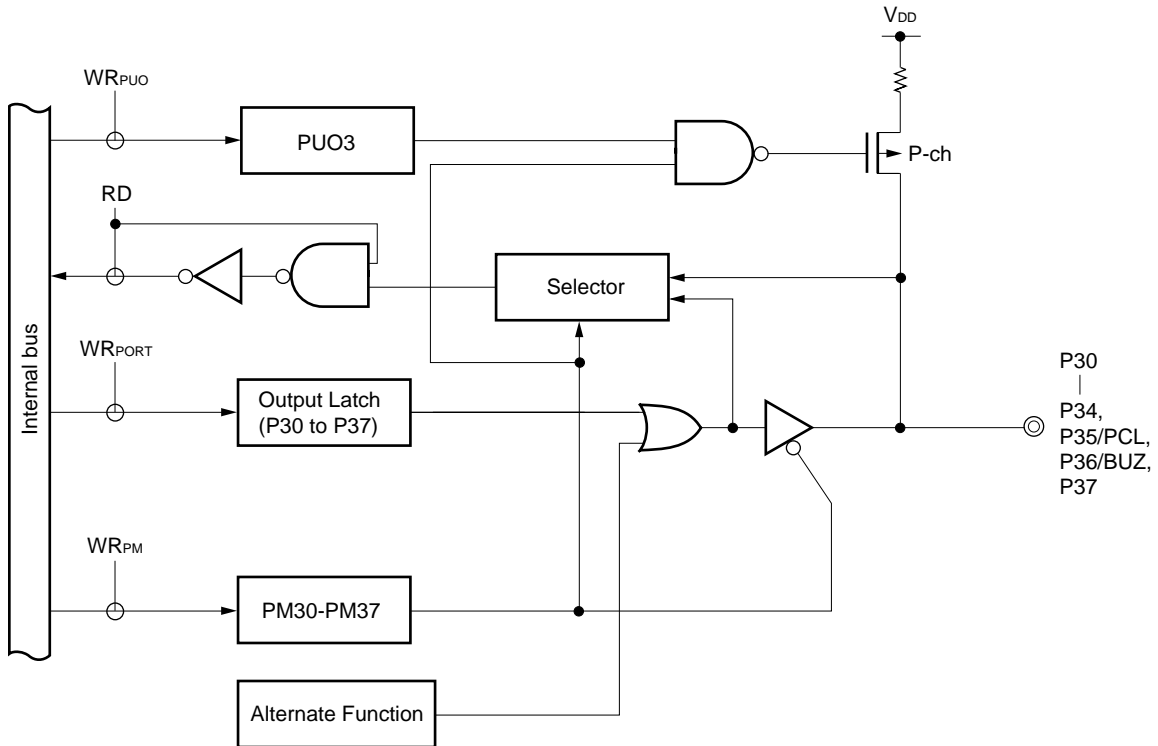 VDD
WRPUO
PUO3
P-ch
RD
Selector
Internal bus
WRPORT
Output Latch
(P30 to P37)
P30
P34,
P35/PCL,
P36/BUZ,
P37
WRPM
PM30-PM37
Alternate Function